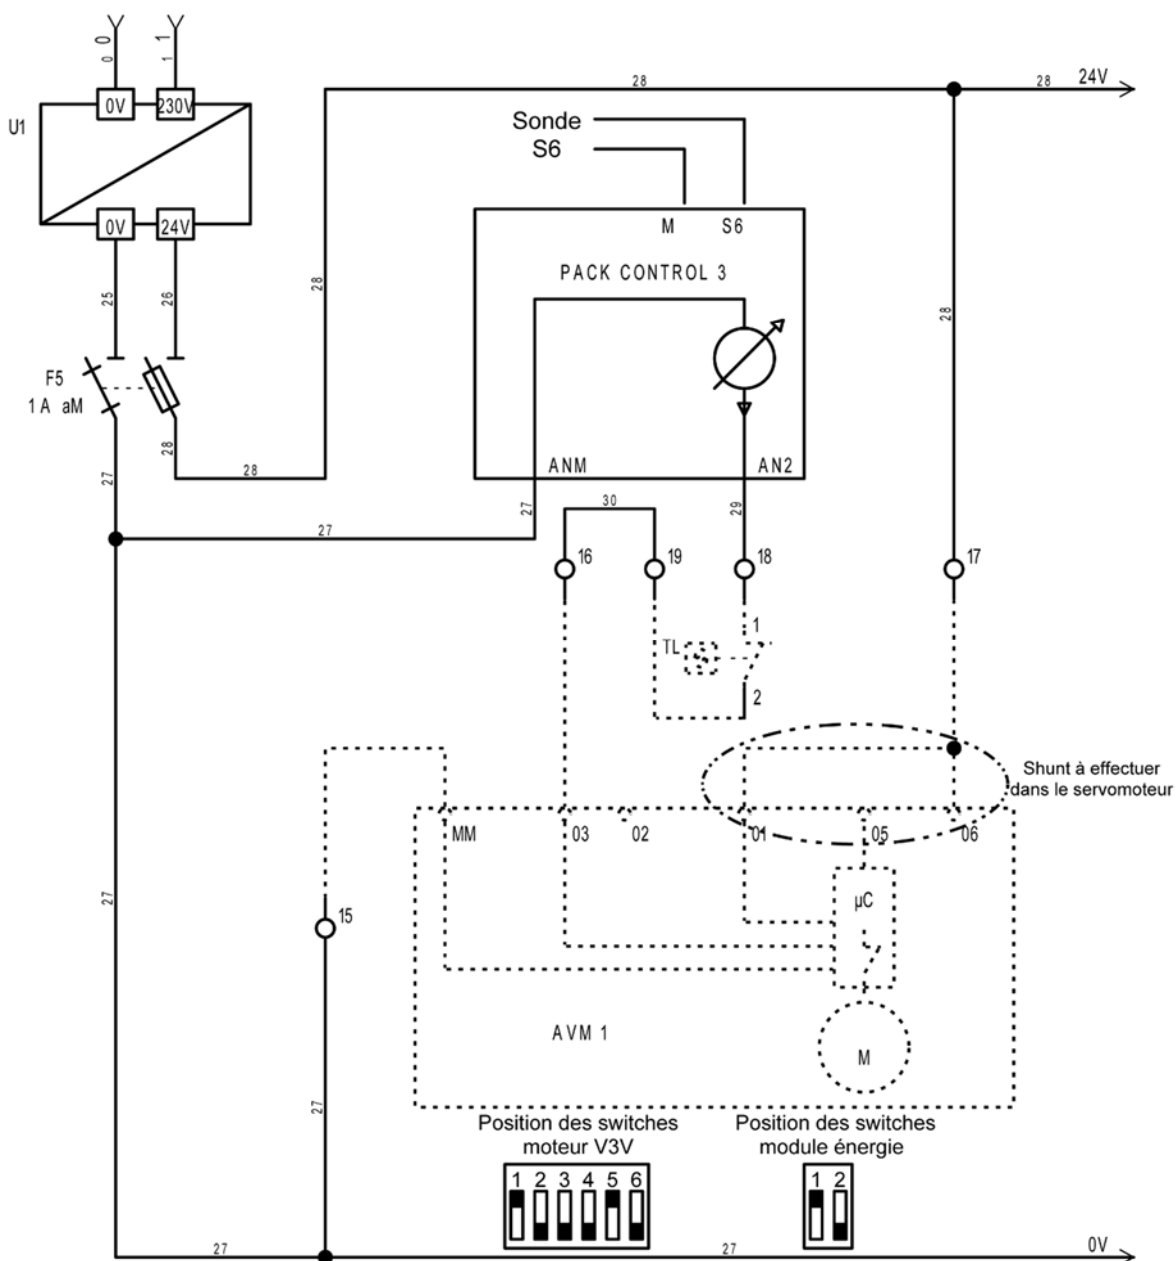 0 0
1 1
0V 230V
U1
0V 24V
28
28 24V
Sonde
S6
M S6
PACK CONTROL 3
28
28
25
26
F5
1 A aM
28
28
27
27
ANM AN2
27
30
29
16
19
18
17
TL
1
2
Shunt à effectuer
dans le servomoteur
MM 03 02 01 05 06
27
15
µC
AVM 1
M
27
Position des switches
moteur V3V
1 2 3 4 5 6
Position des switches
module énergie
1 2
27
27
0V